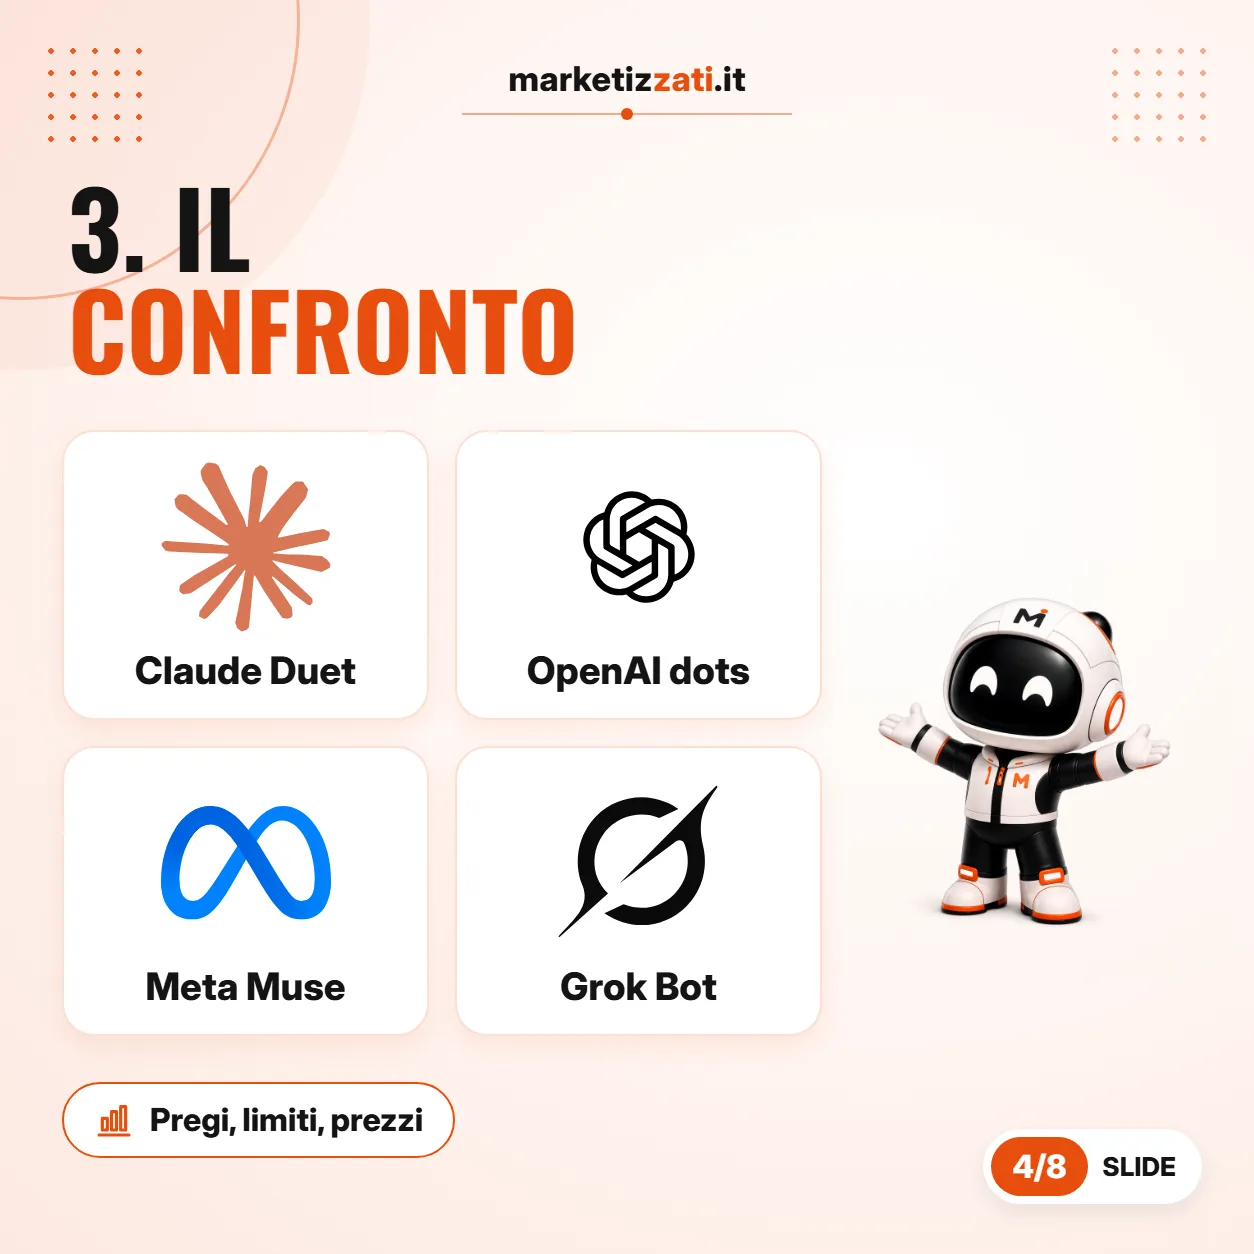 marketizzati.it
3. IL
CONFRONTO
Claude Duet
OpenAI dots
Meta Muse
Grok Bot
M
M
Pregi, limiti, prezzi
4/8 SLIDE